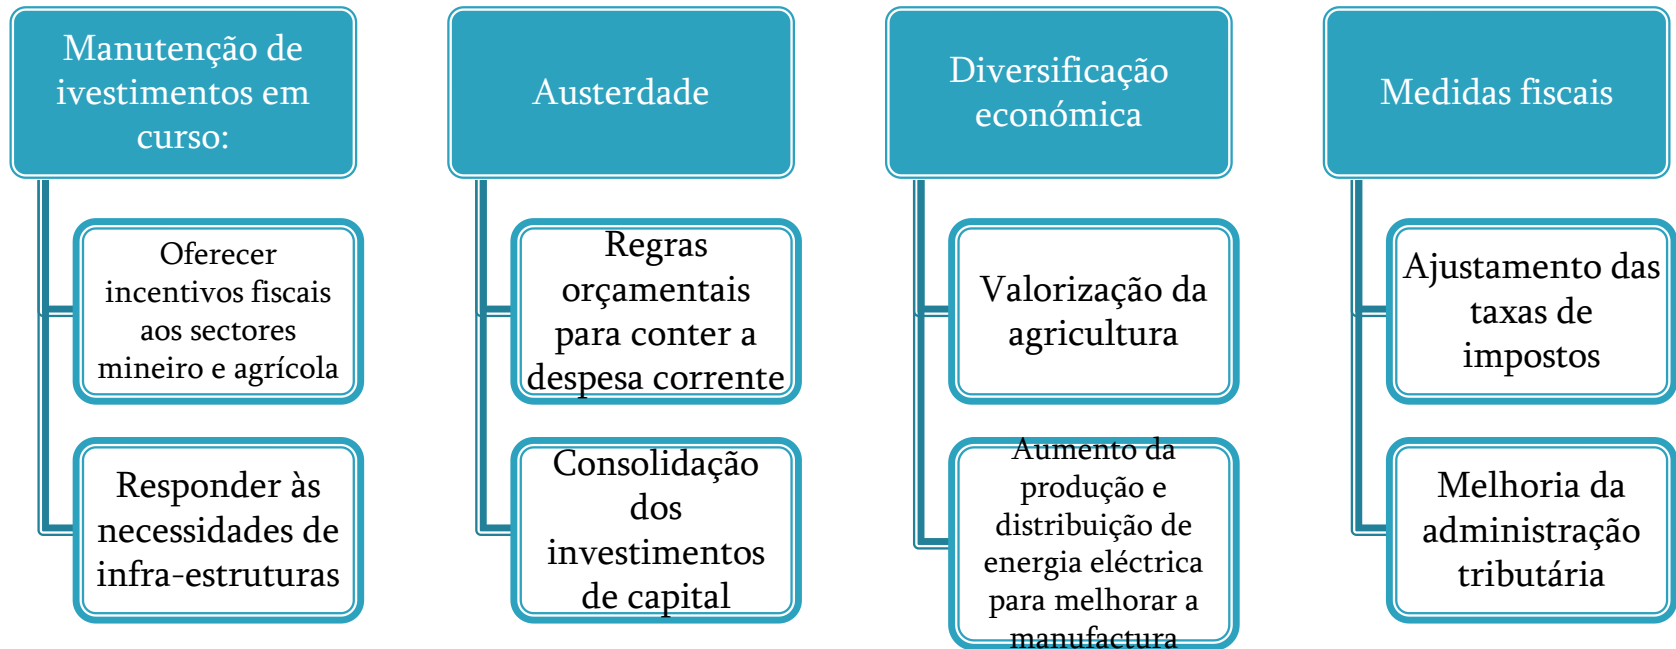 Manutenção de
ivestimentos em
curso:
Oferecer
incentivos fiscais
aos sectores
mineiro e agrícola
Responder às
necessidades de
infra-estruturas
Austerdade
Regras
orçamentais
para conter a
despesa corrente
Consolidação
dos
investimentos
de capital
Diversificação
económica
Valorização da
agricultura
Aumento da
produção e
distribuição de
energia eléctrica
para melhorar a
manufactura
Medidas fiscais
Ajustamento das
taxas de
impostos
Melhoria da
administração
tributária